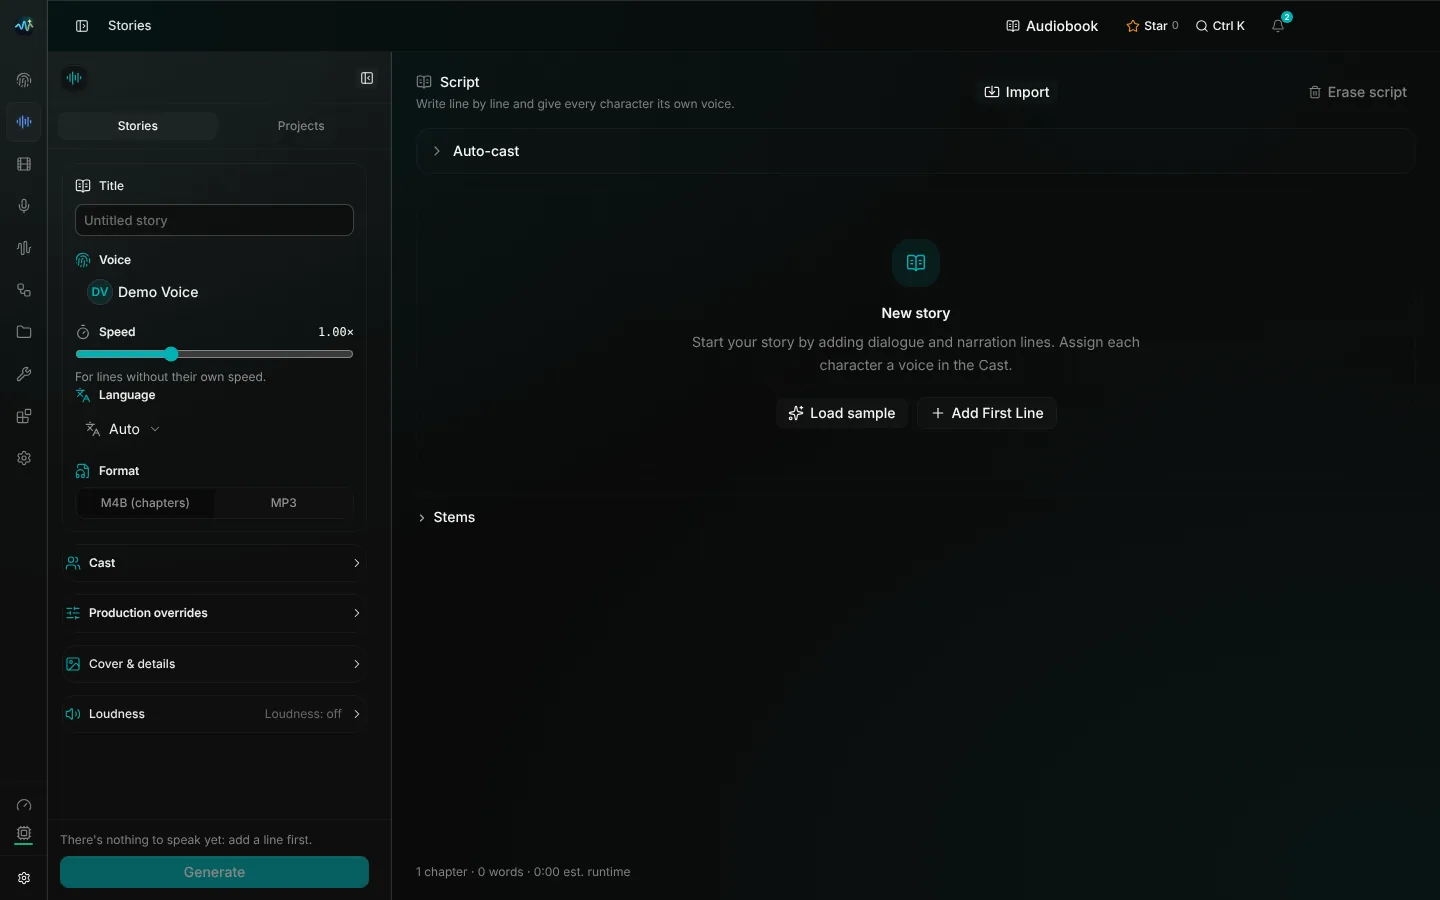 Stories
Audiobook
Star 0
Ctrl K
2
Stories
Projects
Title
Untitled story
Voice
DV Demo Voice
Speed 1.00×
For lines without their own speed.
Language
Auto
Format
M4B (chapters)
MP3
Cast
Production overrides
Cover & details
Loudness
Loudness: off
There's nothing to speak yet: add a line first.
Generate
Script
Write line by line and give every character its own voice.
Import
Erase script
Auto-cast
New story
Start your story by adding dialogue and narration lines. Assign each
character a voice in the Cast.
Load sample
Add First Line
Stems
1 chapter · 0 words · 0:00 est. runtime